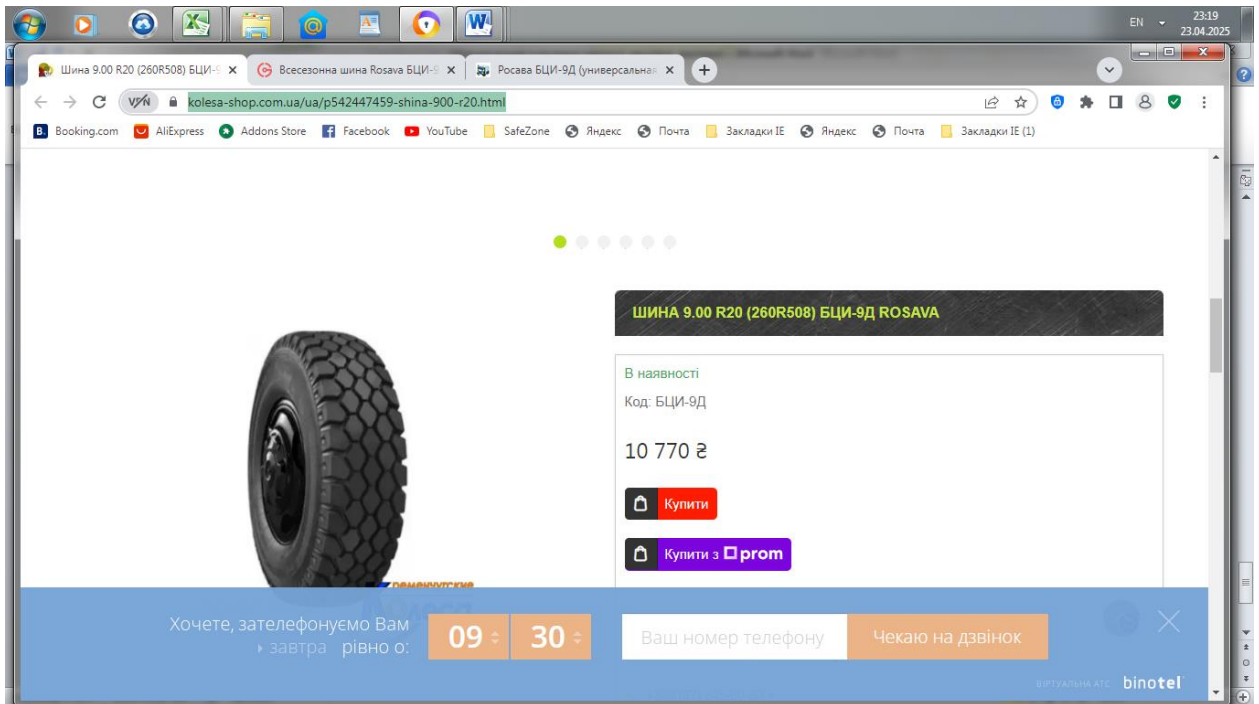 EN
23:19
23.04.2025
Шина 9.00 R20 (260R508) БЦИ-9
Всесезонна шина Rosava БЦИ-9
Росава БЦИ-9Д (универсальная
VPN
kolesa-shop.com.ua/ua/p542447459-shina-900-r20.html
Booking.com AliExpress Addons Store Facebook YouTube SafeZone Яндекс Почта Закладки IE Яндекс Почта Закладки IE (1)
ШИНА 9.00 R20 (260R508) БЦИ-9Д ROSAVA
В наявності
Код: БЦИ-9Д
10 770 ₴
Купити
Купити з prom
Хочете, зателефонуємо Вам
завтра рівно о:
09 30
Ваш номер телефону
Чекаю на дзвінок
ВІРТУАЛЬНА АТС binotel